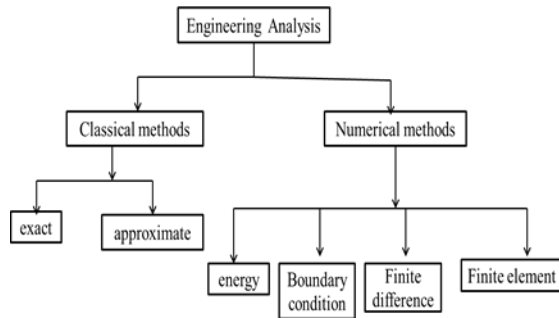 Engineering Analysis
Classical methods
Numerical methods
exact
approximate
energy
Boundary
condition
Finite
difference
Finite element